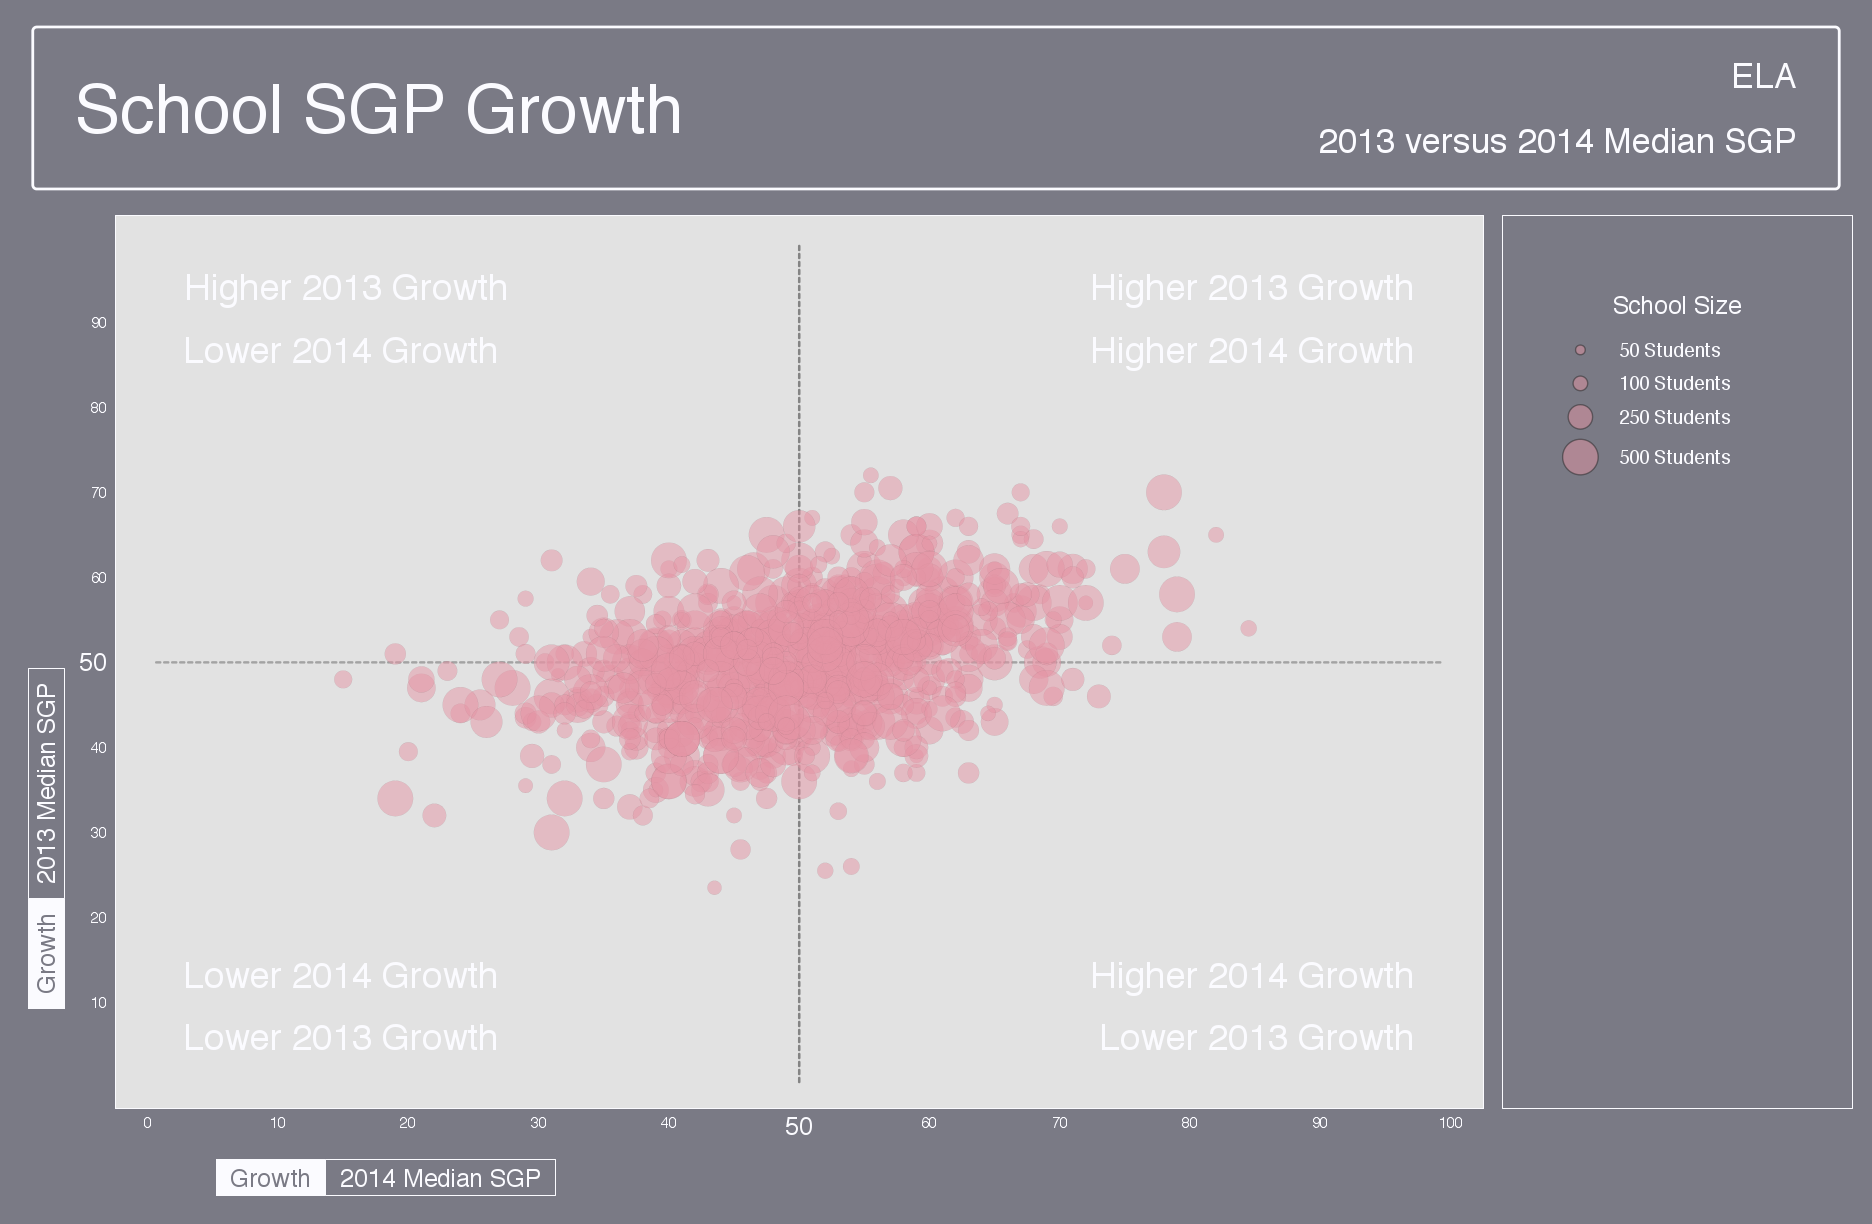 School SGP Growth
ELA
2013 versus 2014 Median SGP
Higher 2013 Growth
Lower 2014 Growth
Higher 2013 Growth
Higher 2014 Growth
Lower 2014 Growth
Lower 2013 Growth
Higher 2014 Growth
Lower 2013 Growth
90
80
70
60
50
40
30
20
10
Growth 2013 Median SGP
0 10 20 30 40 50 60 70 80 90 100
Growth 2014 Median SGP
School Size
50 Students
100 Students
250 Students
500 Students